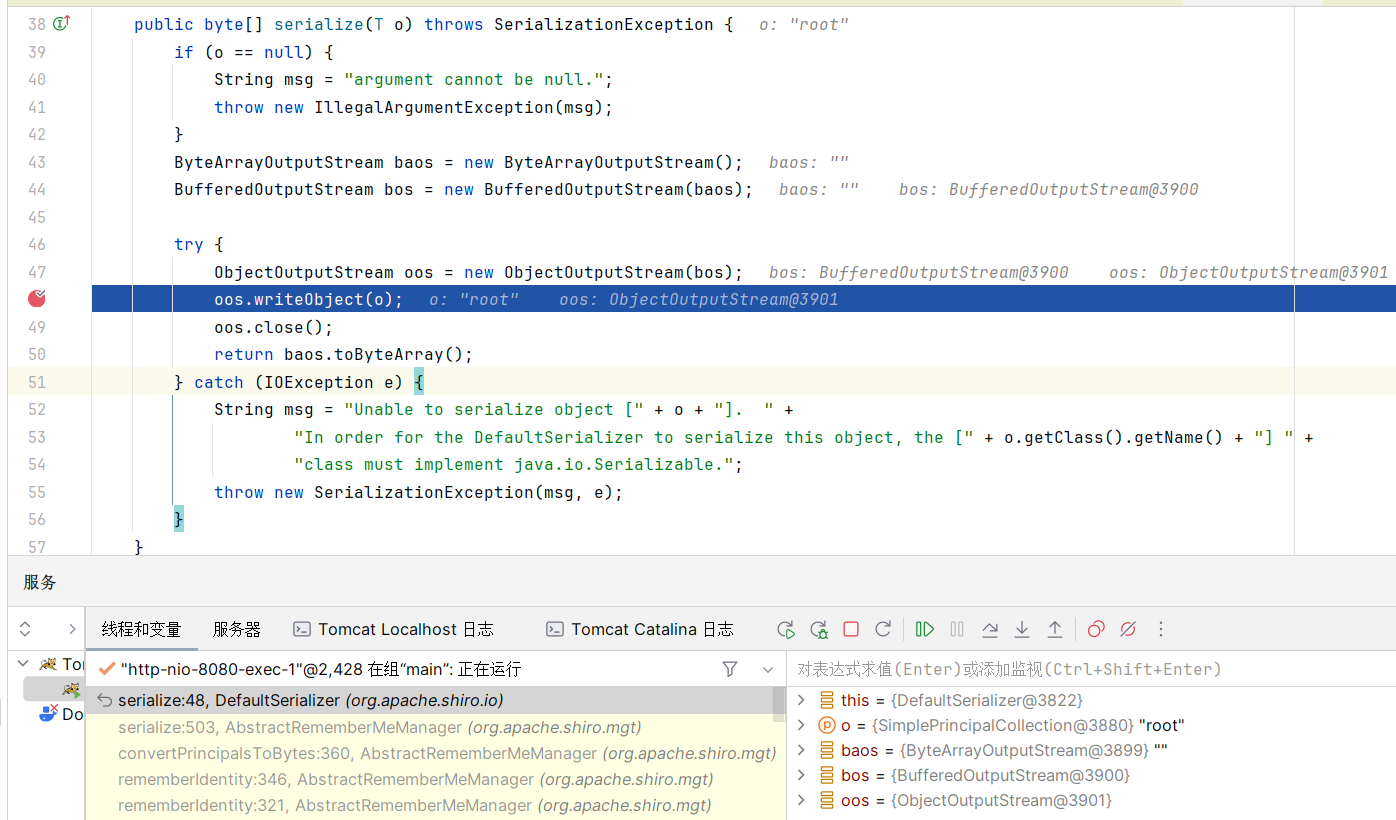 38 public byte[] serialize(T o) throws SerializationException { o: "root"
39 if (o == null) {
40 String msg = "argument cannot be null.";
41 throw new IllegalArgumentException(msg);
42 }
43 ByteArrayOutputStream baos = new ByteArrayOutputStream(); baos: ""
44 BufferedOutputStream bos = new BufferedOutputStream(baos); baos: "" bos: BufferedOutputStream@3900
45
46 try {
47 ObjectOutputStream oos = new ObjectOutputStream(bos); bos: BufferedOutputStream@3900 oos: ObjectOutputStream@3901
oos.writeObject(o); o: "root" oos: ObjectOutputStream@3901
49 oos.close();
50 return baos.toByteArray();
51 } catch (IOException e) {
52 String msg = "Unable to serialize object [" + o + "].  " +
53 "In order for the DefaultSerializer to serialize this object, the [" + o.getClass().getName() + "] " +
54 "class must implement java.io.Serializable.";
55 throw new SerializationException(msg, e);
56 }
57 }
服务
线程和变量 服务器 Tomcat Localhost 日志 Tomcat Catalina 日志
Tor "http-nio-8080-exec-1"@2,428 在组“main”: 正在运行 对表达式求值(Enter)或添加监视(Ctrl+Shift+Enter)
serialize:48, DefaultSerializer (org.apache.shiro.io) this = {DefaultSerializer@3822}
Do serialize:503, AbstractRememberMeManager (org.apache.shiro.mgt) o = {SimplePrincipalCollection@3880} "root"
convertPrincipalsToBytes:360, AbstractRememberMeManager (org.apache.shiro.mgt) baos = {ByteArrayOutputStream@3899} ""
rememberIdentity:346, AbstractRememberMeManager (org.apache.shiro.mgt) bos = {BufferedOutputStream@3900}
rememberIdentity:321, AbstractRememberMeManager (org.apache.shiro.mgt) oos = {ObjectOutputStream@3901}